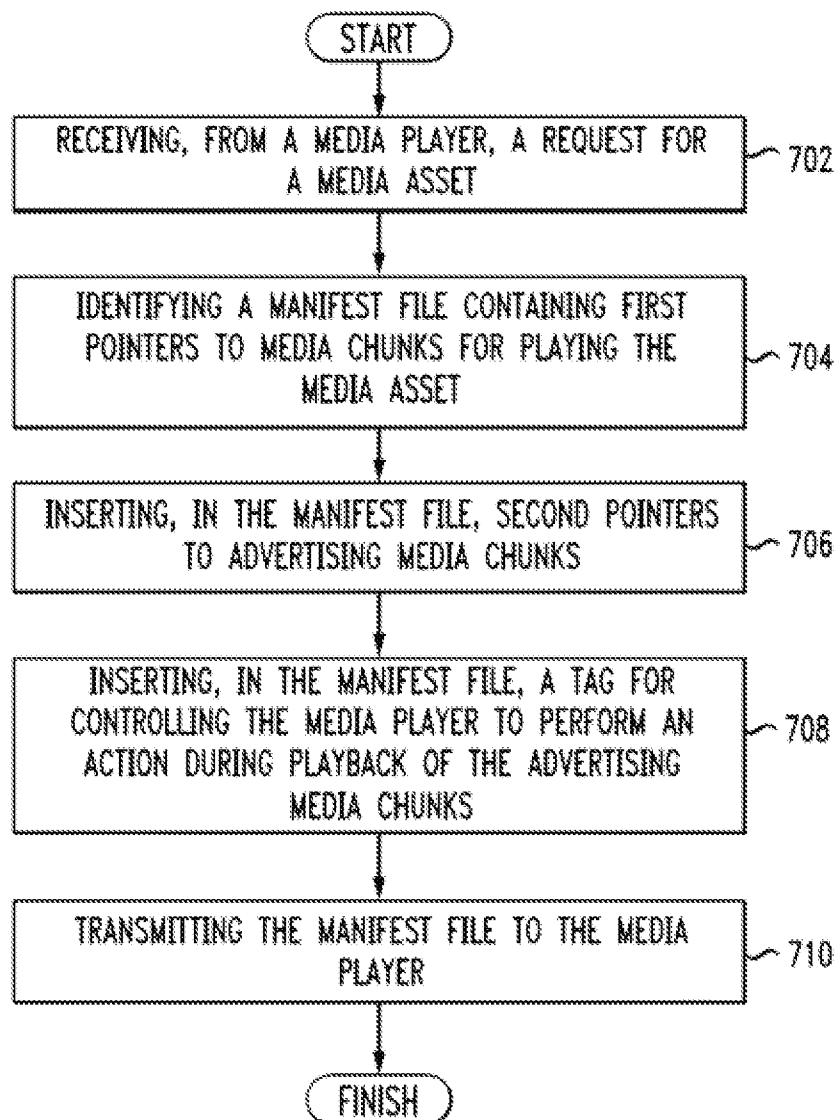 START
RECEIVING, FROM A MEDIA PLAYER, A REQUEST FOR
A MEDIA ASSET
702
IDENTIFYING A MANIFEST FILE CONTAINING FIRST
POINTERS TO MEDIA CHUNKS FOR PLAYING THE
MEDIA ASSET
704
INSERTING, IN THE MANIFEST FILE, SECOND POINTERS
TO ADVERTISING MEDIA CHUNKS
706
INSERTING, IN THE MANIFEST FILE, A TAG FOR
CONTROLLING THE MEDIA PLAYER TO PERFORM AN
ACTION DURING PLAYBACK OF THE ADVERTISING
MEDIA CHUNKS
708
TRANSMITTING THE MANIFEST FILE TO THE MEDIA
PLAYER
710
FINISH